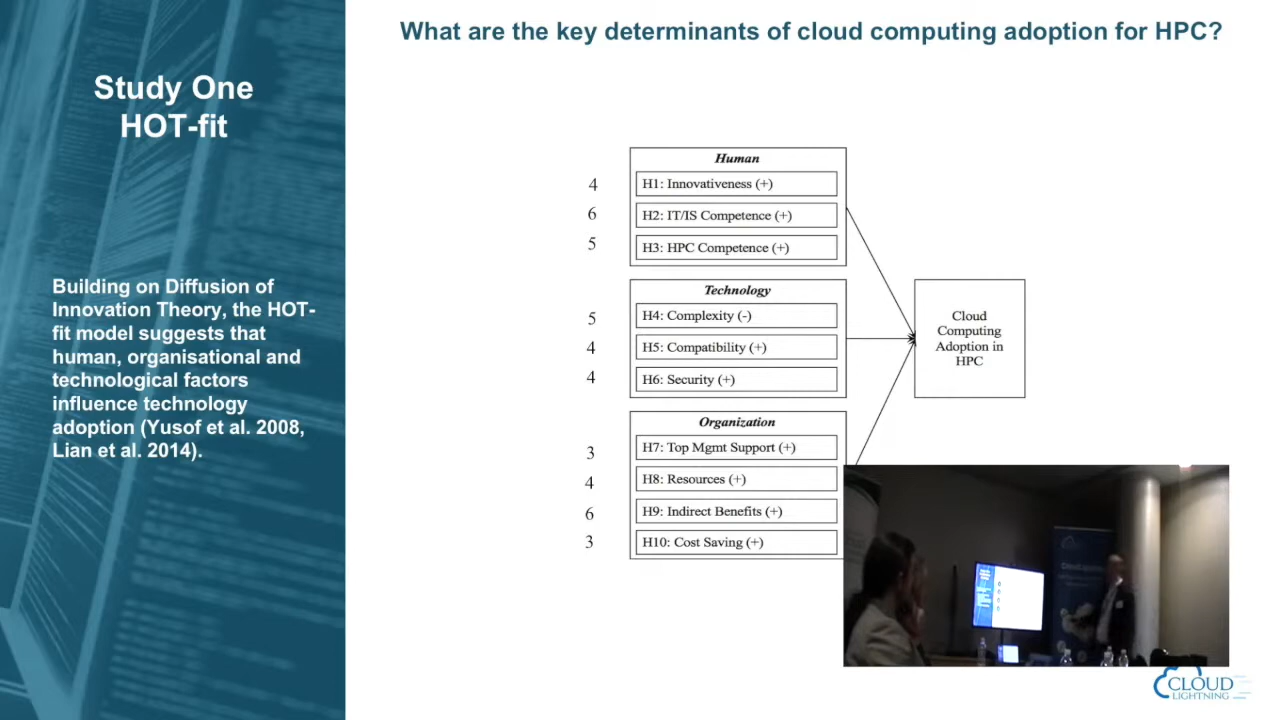 What are the key determinants of cloud computing adoption for HPC?
Study One
HOT-fit
Building on Diffusion of
Innovation Theory, the HOT-
fit model suggests that
human, organisational and
technological factors
influence technology
adoption (Yusof et al. 2008,
Lian et al. 2014).
Human
4 H1: Innovativeness (+)
6 H2: IT/IS Competence (+)
5 H3: HPC Competence (+)
Technology
5 H4: Complexity (-)
4 H5: Compatibility (+)
4 H6: Security (+)
Organization
3 H7: Top Mgmt Support (+)
4 H8: Resources (+)
6 H9: Indirect Benefits (+)
3 H10: Cost Saving (+)
Cloud
Computing
Adoption in
HPC
CLOUD
LIGHTNING